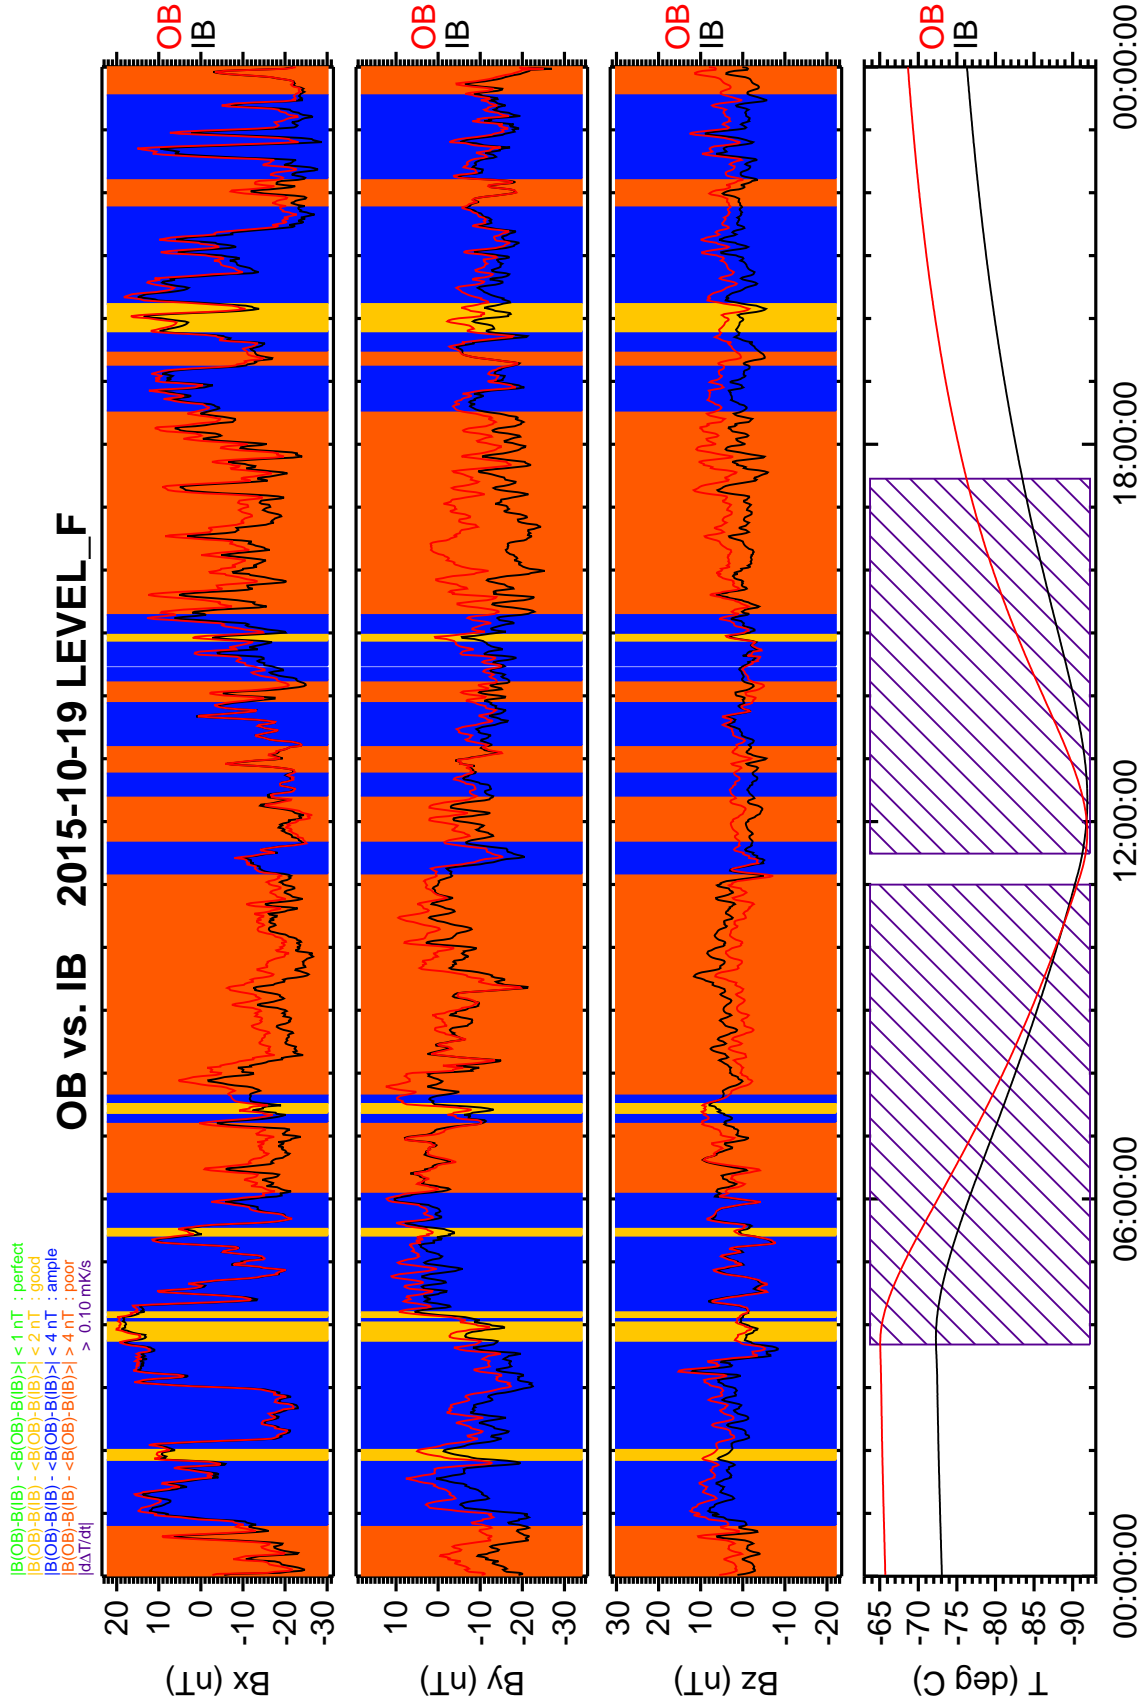 |B(OB)-B(IB) - <B(OB)-B(IB)>| < 1 nT : perfect
|B(OB)-B(IB) - <B(OB)-B(IB)>| < 2 nT : good
|B(OB)-B(IB) - <B(OB)-B(IB)>| < 4 nT : ample
|B(OB)-B(IB) - <B(OB)-B(IB)>| > 4 nT : poor
|dΔT/dt| > 0.10 mK/s
OB vs. IB 2015-10-19 LEVEL_F
Bx (nT)
20
10
0
-10
-20
-30
OB
IB
By (nT)
10
0
-10
-20
-30
OB
IB
Bz (nT)
30
20
10
0
-10
-20
OB
IB
T (deg C)
-65
-70
-75
-80
-85
-90
OB
IB
00:00:00
06:00:00
12:00:00
18:00:00
00:00:00